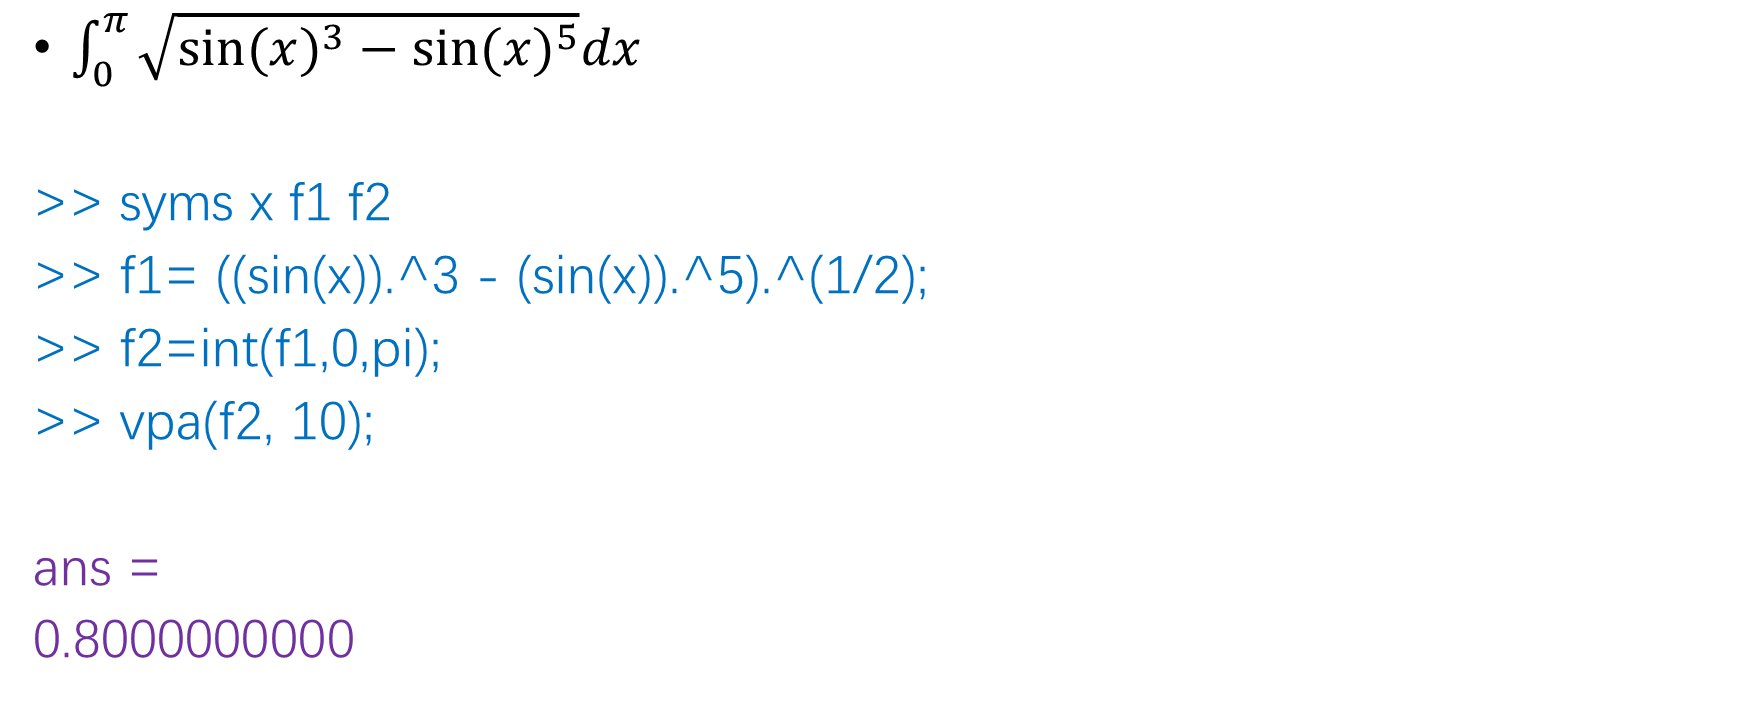 • ∫₀^π √(sin(x)³ − sin(x)⁵) dx
>> syms x f1 f2
>> f1= ((sin(x)).^3 - (sin(x)).^5).^(1/2);
>> f2=int(f1,0,pi);
>> vpa(f2, 10);
ans =
0.8000000000